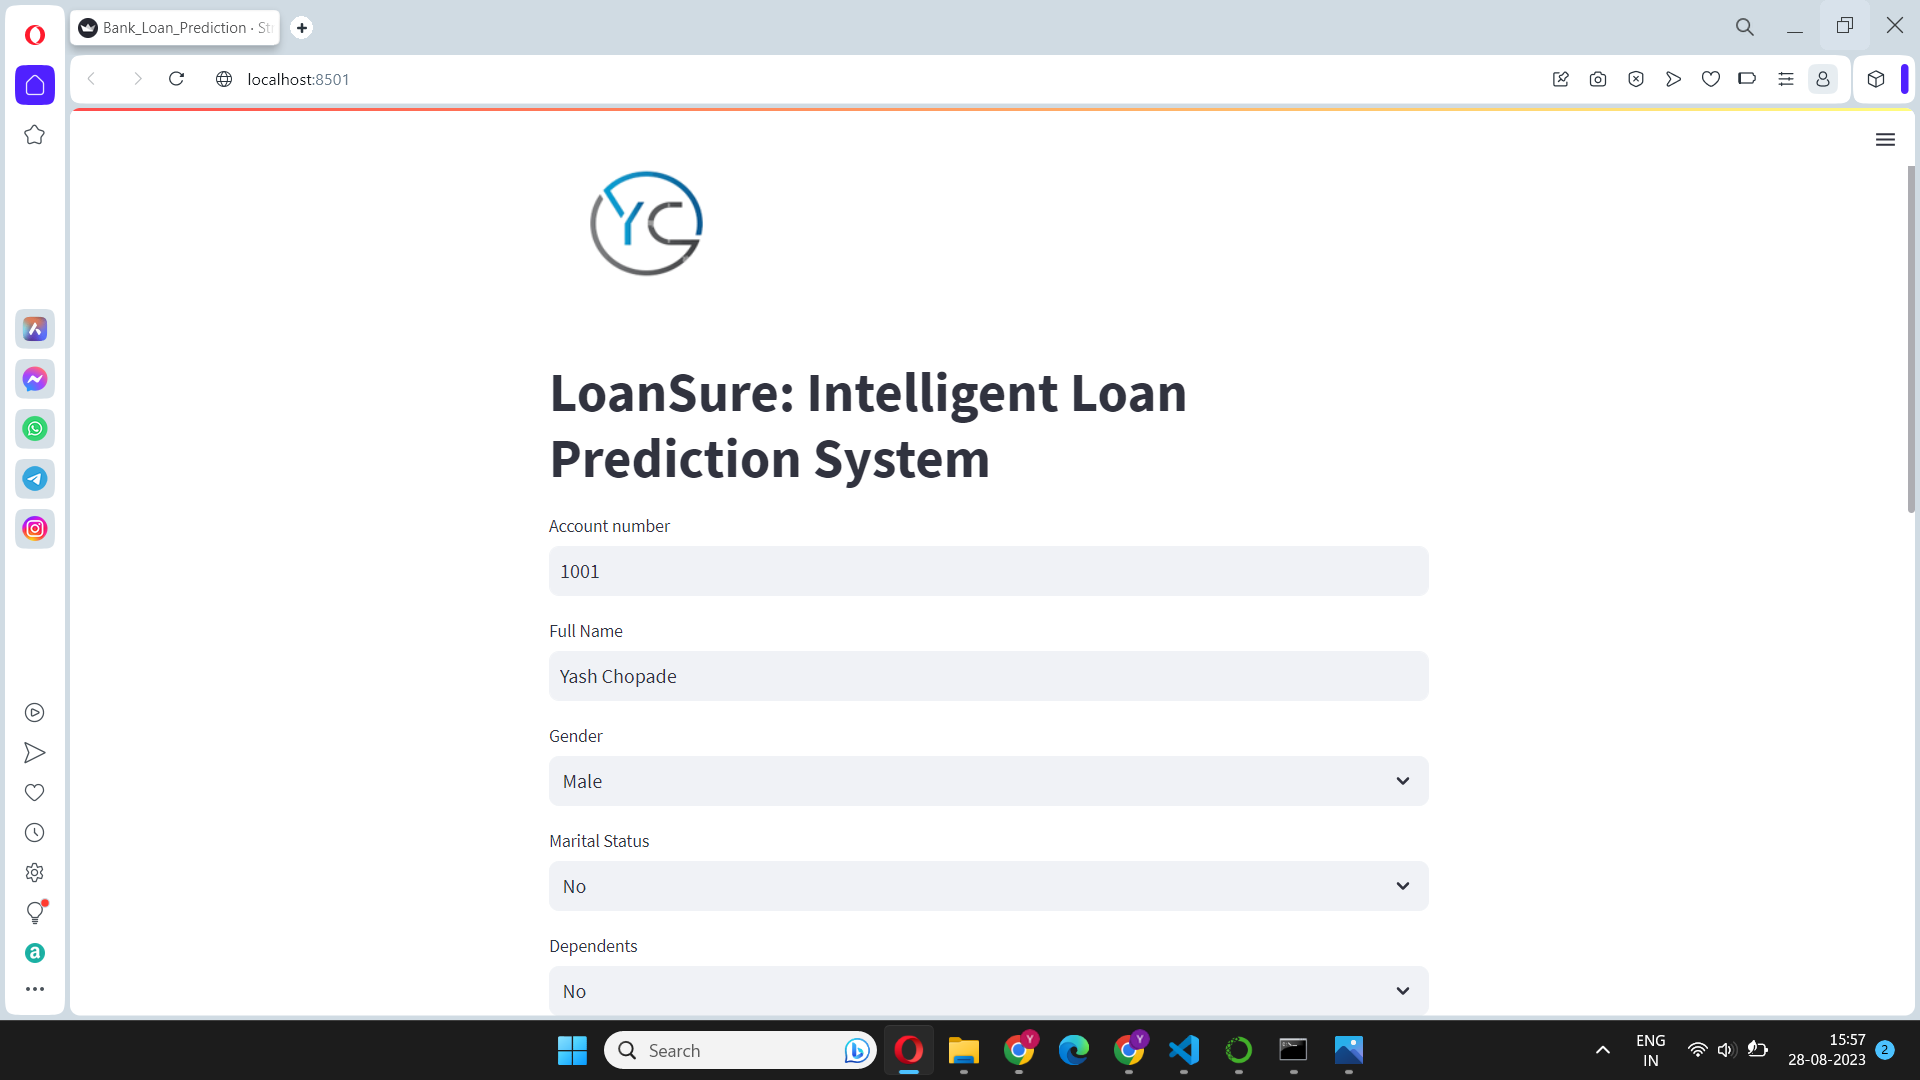 Bank_Loan_Prediction · St
localhost:8501
YC
LoanSure: Intelligent Loan
Prediction System
Account number
1001
Full Name
Yash Chopade
Gender
Male
Marital Status
No
Dependents
No
Search
Y
Y
ENG
IN
15:57
28-08-2023
2